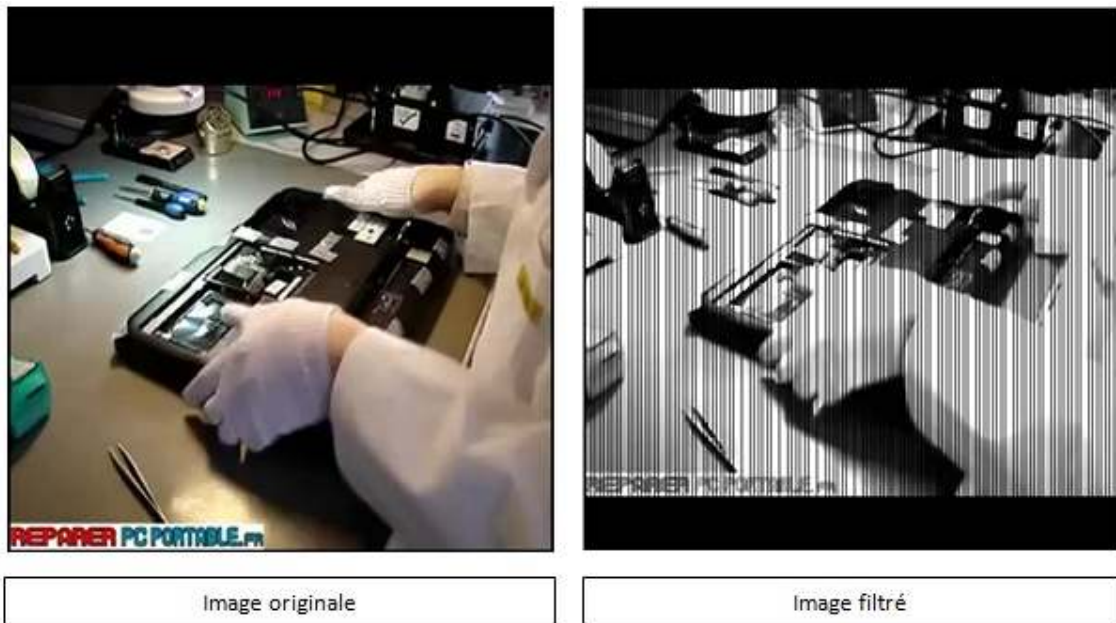 REPARER PC PORTABLE.FR
REPARER PC PORTABLE.FR
Image originale
Image filtré